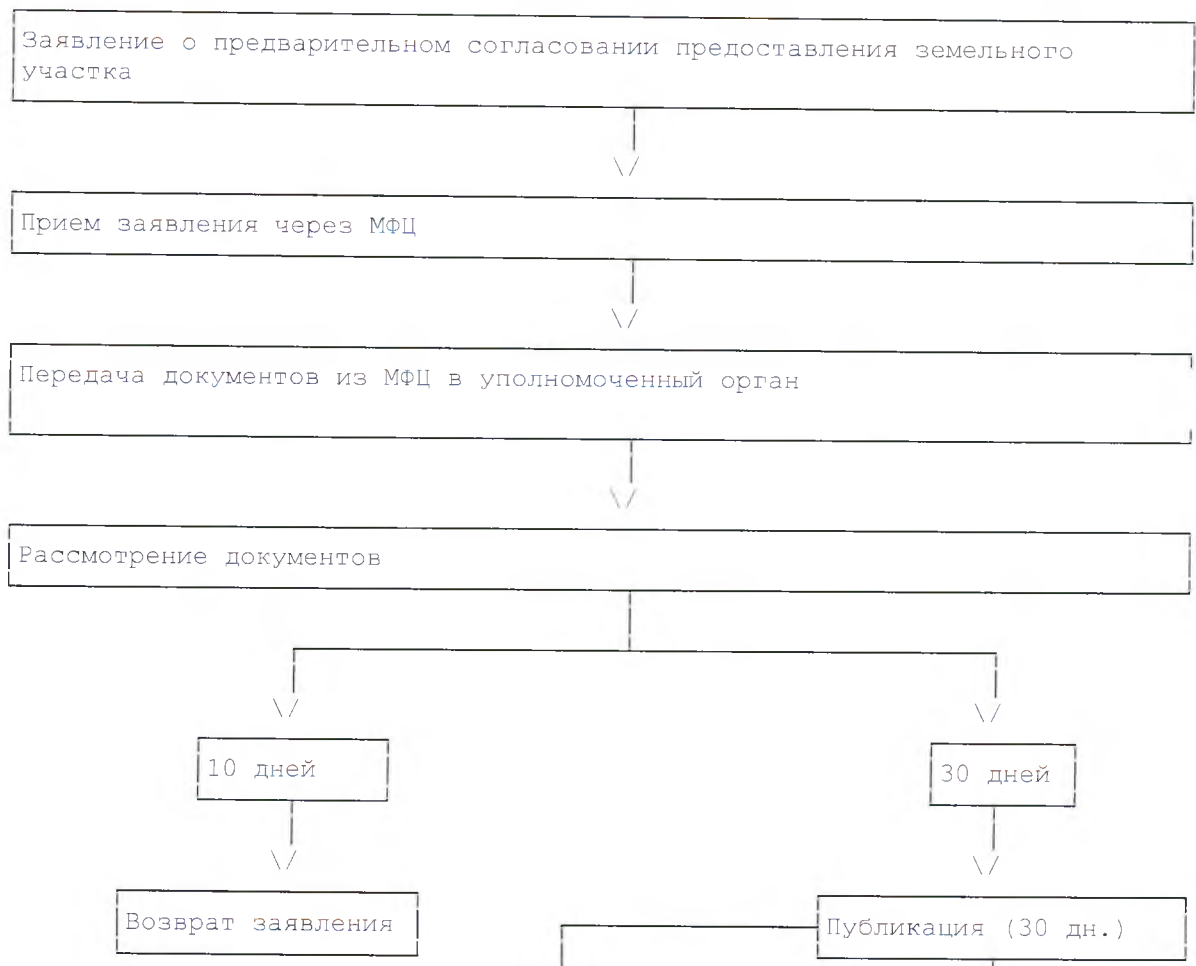 Заявление о предварительном согласовании предоставления земельного
участка
Прием заявления через МФЦ
Передача документов из МФЦ в уполномоченный орган
Рассмотрение документов
10 дней
30 дней
Возврат заявления
Публикация (30 дн.)